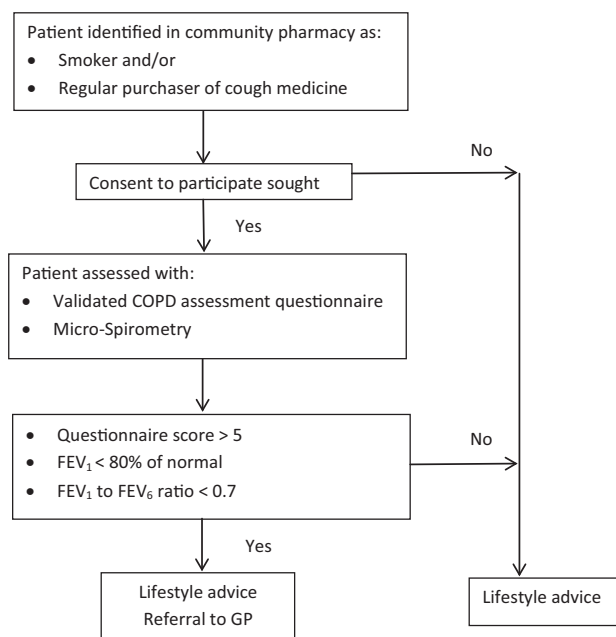 Patient identified in community pharmacy as:
• Smoker and/or
• Regular purchaser of cough medicine
No
Consent to participate sought
Yes
Patient assessed with:
• Validated COPD assessment questionnaire
• Micro-Spirometry
• Questionnaire score > 5
No
• FEV₁ < 80% of normal
• FEV₁ to FEV₆ ratio < 0.7
Yes
Lifestyle advice
Referral to GP
Lifestyle advice